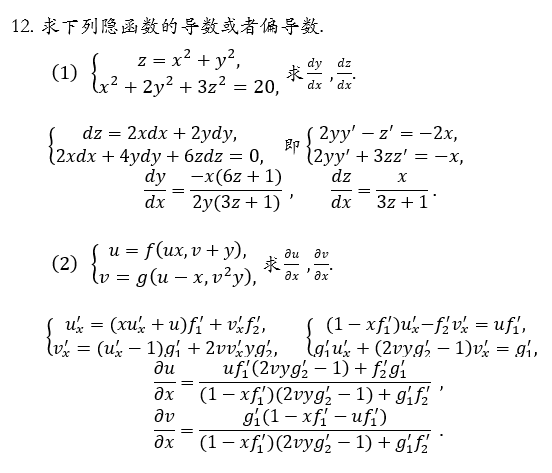 12. 求下列隐函数的导数或者偏导数.
(1) { z = x² + y², x² + 2y² + 3z² = 20, 求 dy/dx , dz/dx.
{ dz = 2xdx + 2ydy, 2xdx + 4ydy + 6zdz = 0, 即 { 2yy′ − z′ = −2x, 2yy′ + 3zz′ = −x,
dy/dx = −x(6z + 1)/2y(3z + 1) , dz/dx = x/3z + 1 .
(2) { u = f(ux, v + y), v = g(u − x, v²y), 求 ∂u/∂x , ∂v/∂x.
{ u′ₓ = (xu′ₓ + u)f′₁ + v′ₓf′₂, v′ₓ = (u′ₓ − 1)g′₁ + 2vv′ₓyg′₂, { (1 − xf′₁)u′ₓ−f′₂v′ₓ = uf′₁, g′₁u′ₓ + (2vyg′₂ − 1)v′ₓ = g′₁,
∂u/∂x = uf′₁(2vyg′₂ − 1) + f′₂g′₁/(1 − xf′₁)(2vyg′₂ − 1) + g′₁f′₂ ,
∂v/∂x = g′₁(1 − xf′₁ − uf′₁)/(1 − xf′₁)(2vyg′₂ − 1) + g′₁f′₂ .